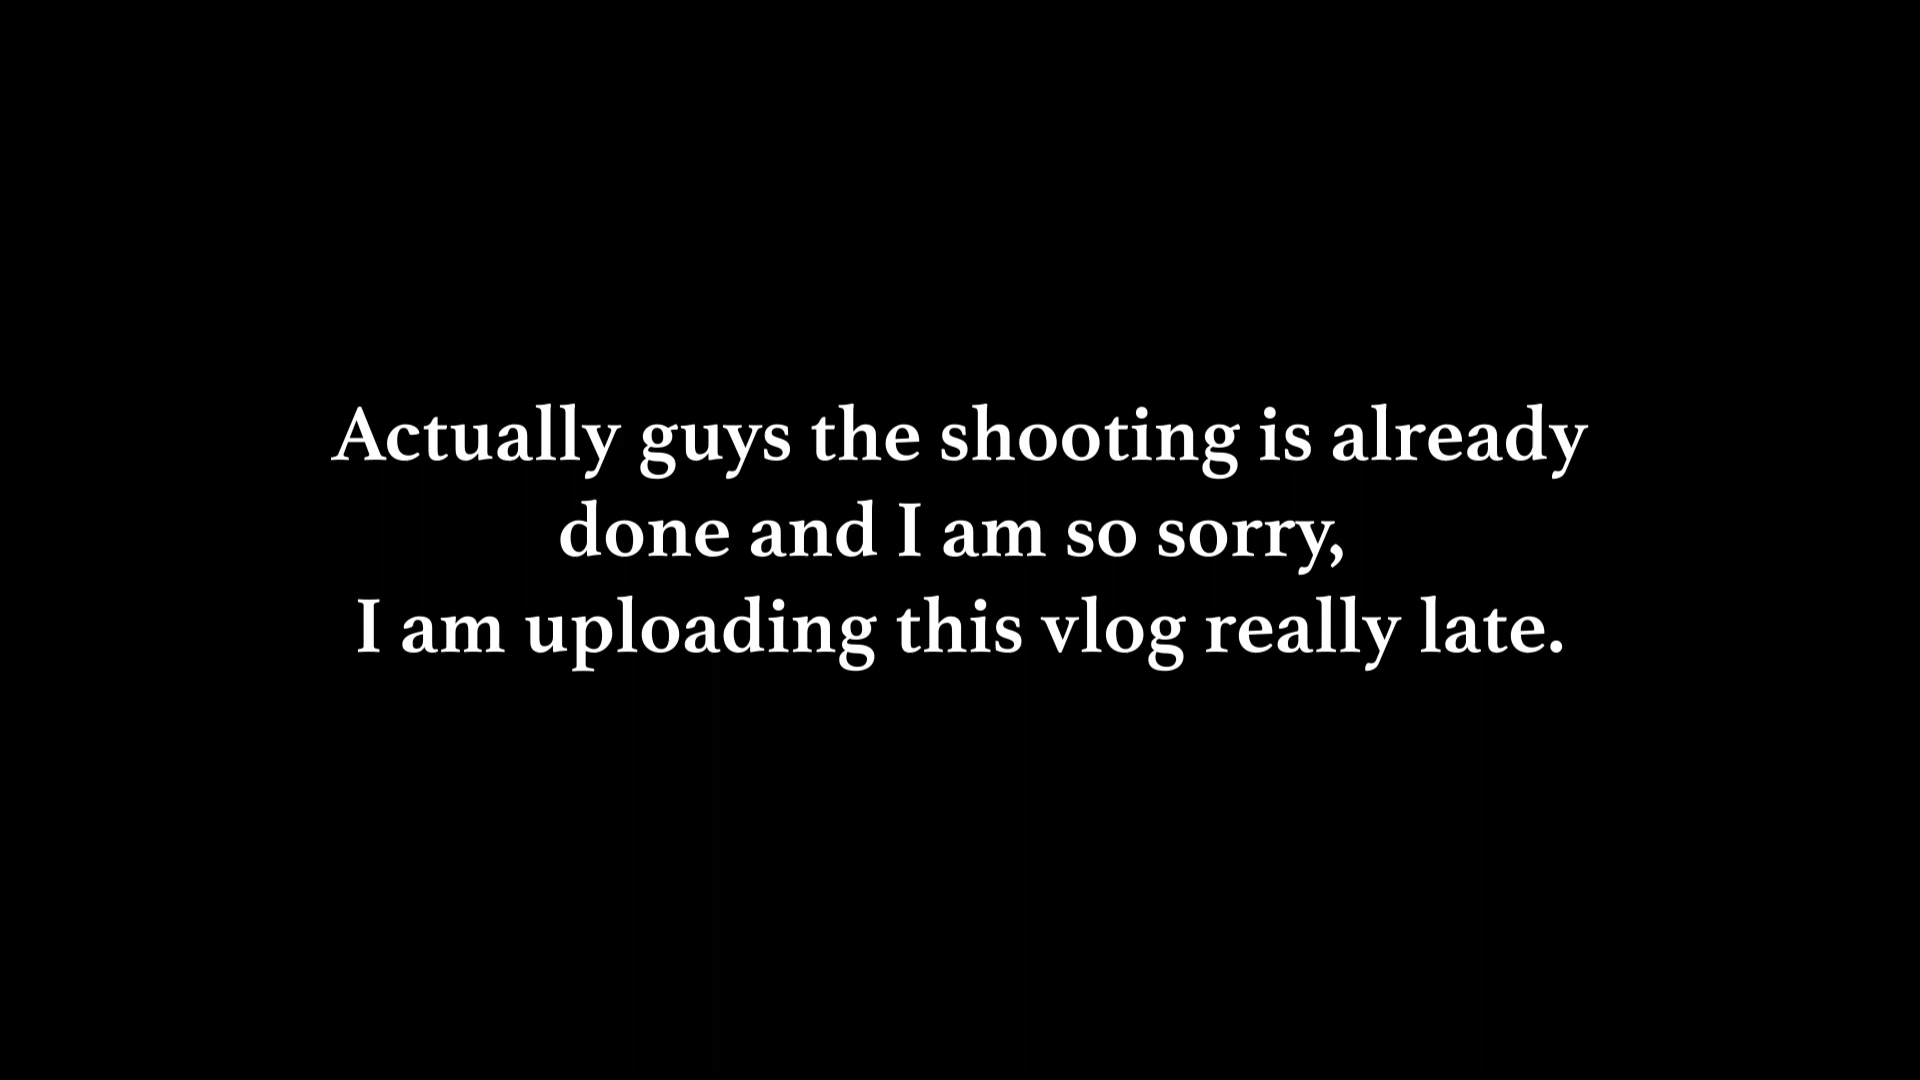 Actually guys the shooting is already
done and I am so sorry,
I am uploading this vlog really late.